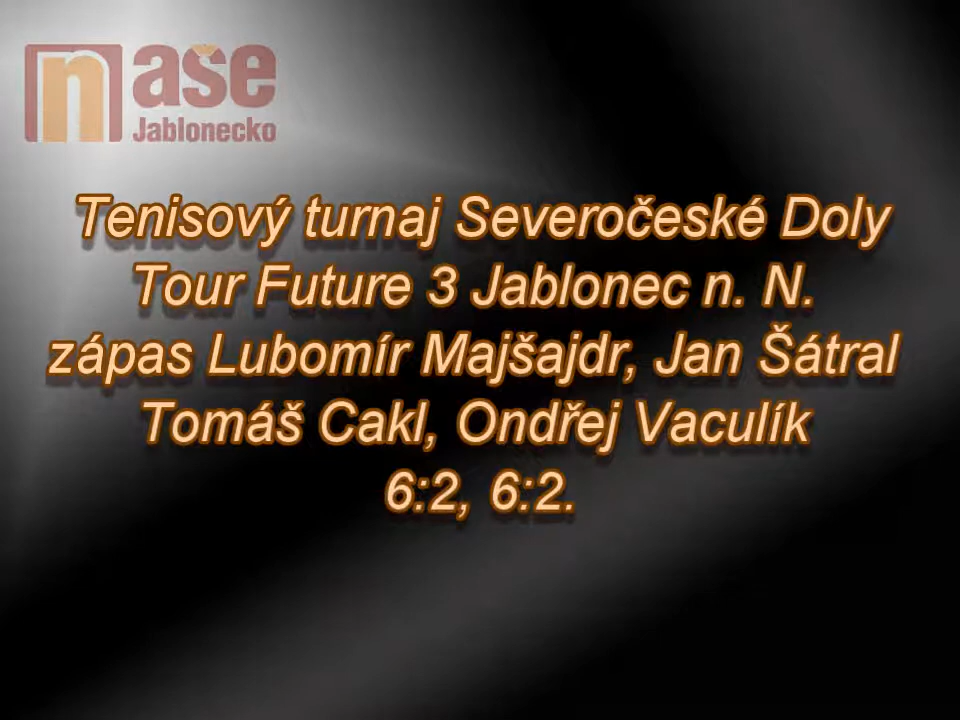 naše
Jablonecko
Tenisový turnaj Severočeské Doly
Tour Future 3 Jablonec n. N.
zápas Lubomír Majšajdr, Jan Šátral
Tomáš Cakl, Ondřej Vaculík
6:2, 6:2.